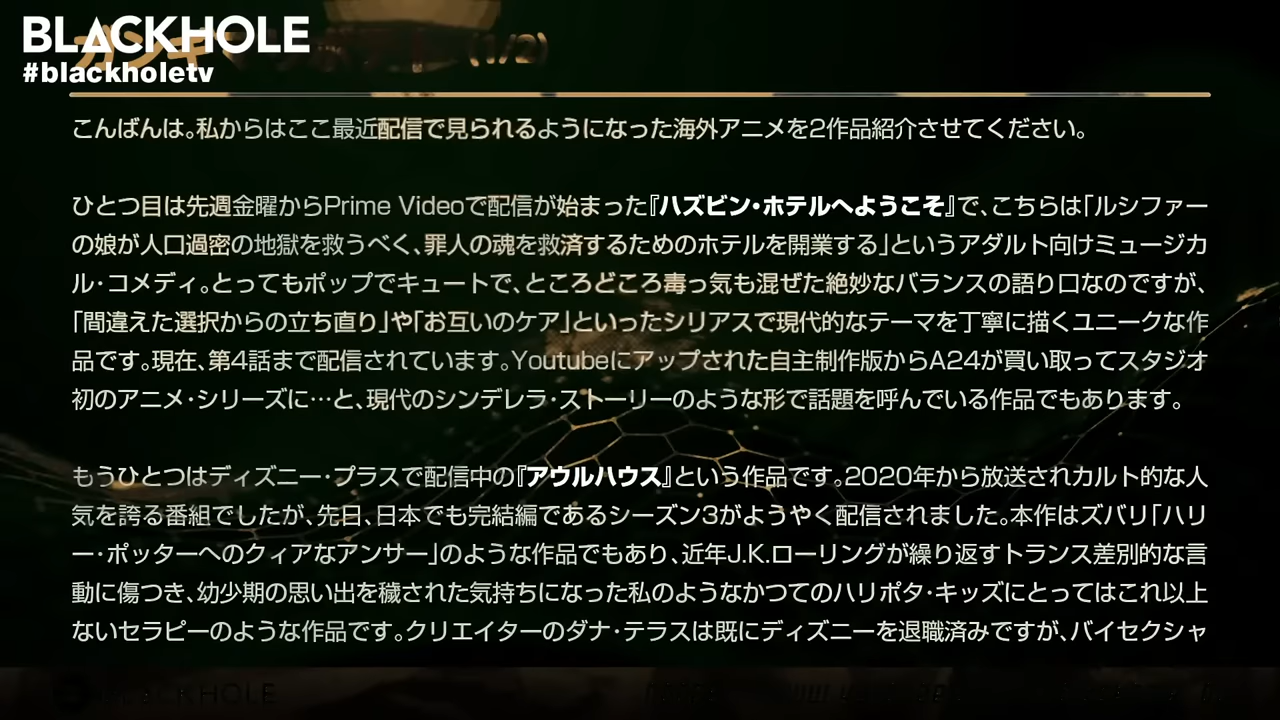 BLACKHOLE
#blackholetv
(1/2)
こんばんは。私からはここ最近配信で見られるようになった海外アニメを2作品紹介させてください。
ひとつ目は先週金曜からPrime Videoで配信が始まった『ハズビン・ホテルへようこそ』で、こちらは「ルシファー
の娘が人口過密の地獄を救うべく、罪人の魂を救済するためのホテルを開業する」というアダルト向けミュージカ
ル・コメディ。とってもポップでキュートで、ところどころ毒っ気も混ぜた絶妙なバランスの語り口なのですが、
「間違えた選択からの立ち直り」や「お互いのケア」といったシリアスで現代的なテーマを丁寧に描くユニークな作
品です。現在、第4話まで配信されています。Youtubeにアップされた自主制作版からA24が買い取ってスタジオ
初のアニメ・シリーズに…と、現代のシンデレラ・ストーリーのような形で話題を呼んでいる作品でもあります。
もうひとつはディズニー・プラスで配信中の『アウルハウス』という作品です。2020年から放送されカルト的な人
気を誇る番組でしたが、先日、日本でも完結編であるシーズン3がようやく配信されました。本作はズバリ「ハリ
ー・ポッターへのクィアなアンサー」のような作品でもあり、近年J.K.ローリングが繰り返すトランス差別的な言
動に傷つき、幼少期の思い出を穢された気持ちになった私のようなかつてのハリポタ・キッズにとってはこれ以上
ないセラピーのような作品です。クリエイターのダナ・テラスは既にディズニーを退職済みですが、バイセクシャ
BLACKHOLE